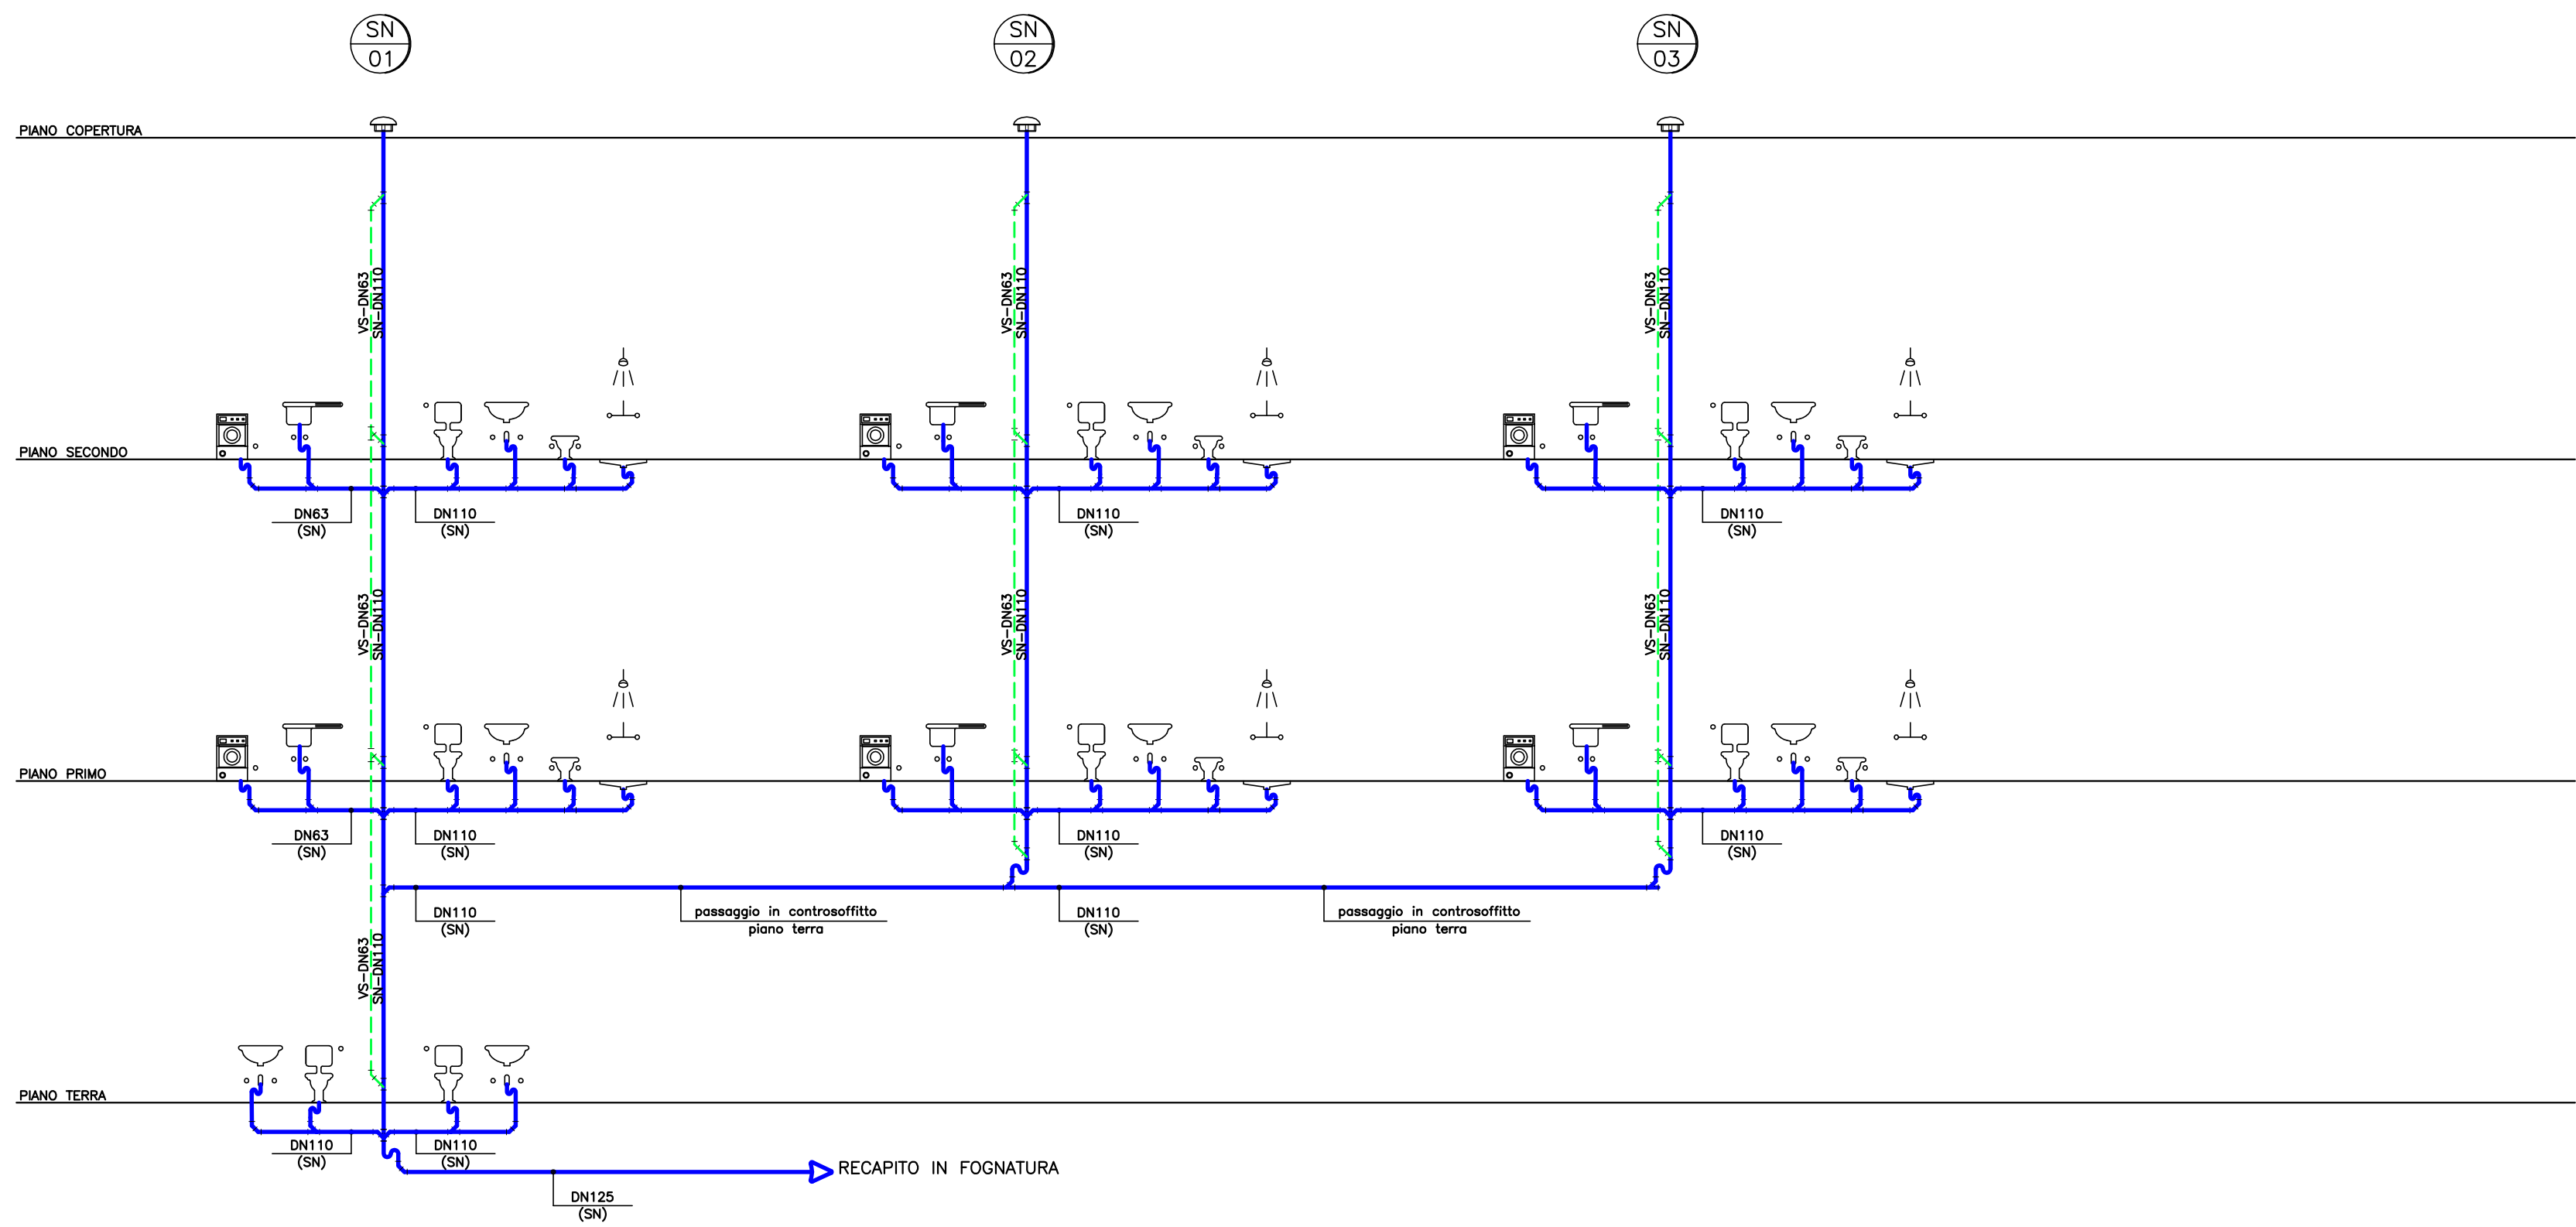 SN
01
SN
02
SN
03
PIANO COPERTURA
VS-DN63
SN-DN110
VS-DN63
SN-DN110
VS-DN63
SN-DN110
PIANO SECONDO
DN63
(SN)
DN110
(SN)
DN110
(SN)
DN110
(SN)
VS-DN63
SN-DN110
VS-DN63
SN-DN110
VS-DN63
SN-DN110
PIANO PRIMO
DN63
(SN)
DN110
(SN)
DN110
(SN)
DN110
(SN)
DN110
(SN)
passaggio in controsoffitto
piano terra
DN110
(SN)
passaggio in controsoffitto
piano terra
VS-DN63
SN-DN110
PIANO TERRA
DN110
(SN)
DN110
(SN)
RECAPITO IN FOGNATURA
DN125
(SN)